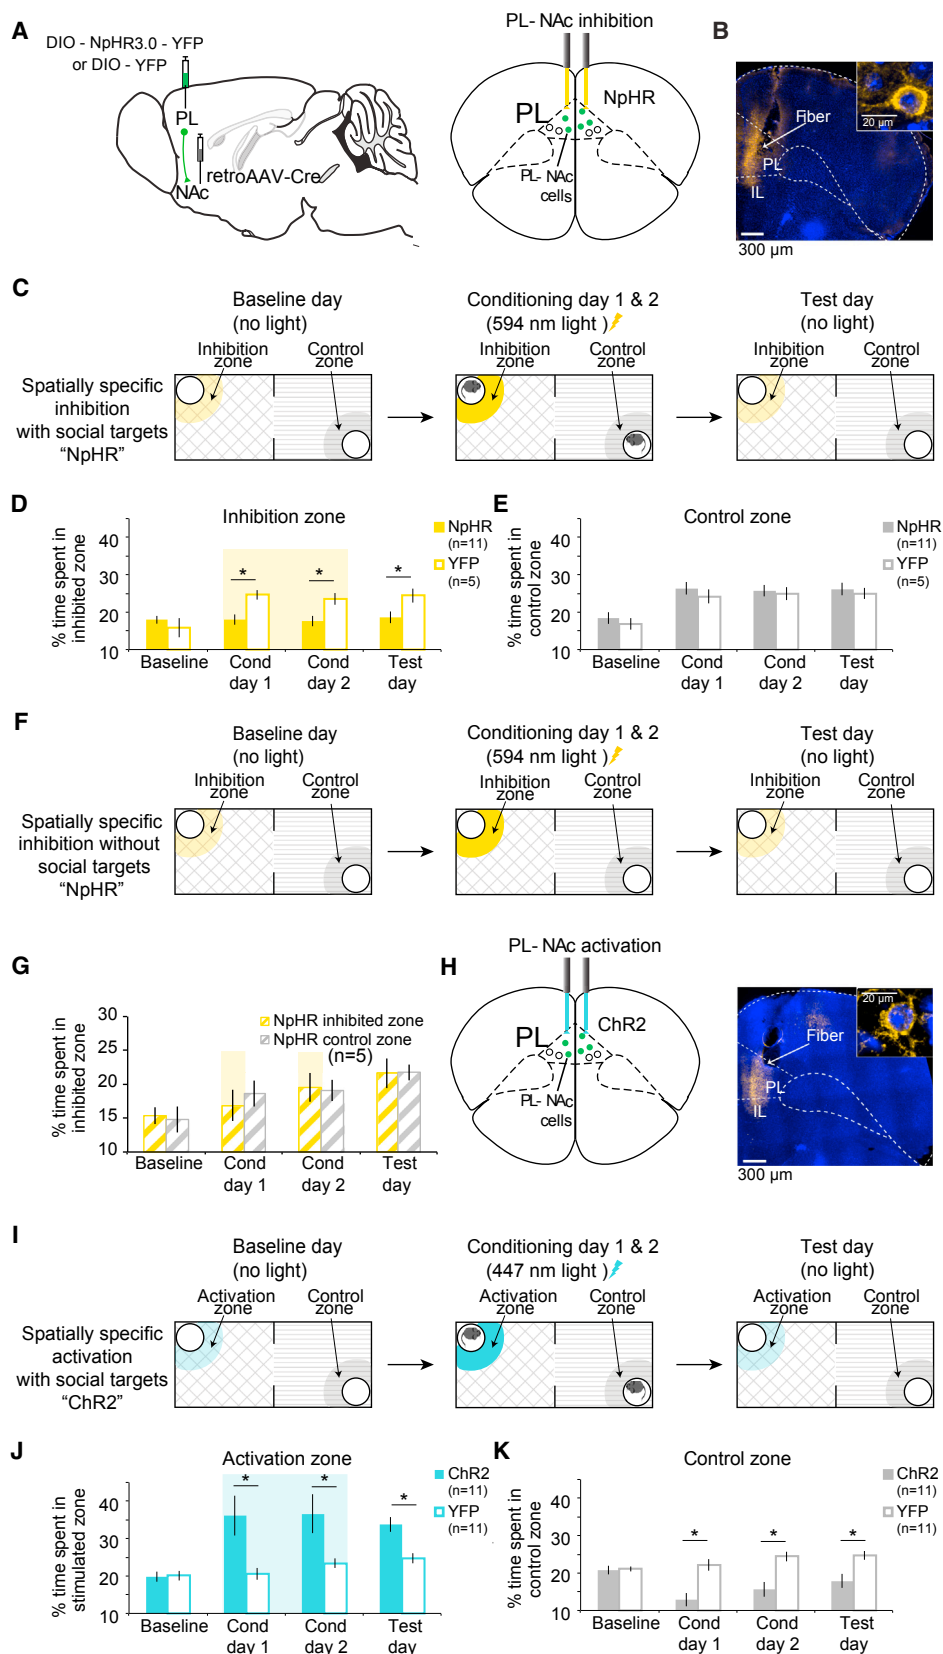 A
DIO - NpHR3.0 - YFP
or DIO - YFP
PL
NAc
retroAAV-Cre
PL- NAc inhibition
PL
NpHR
PL- NAc
cells
B
20 µm
Fiber
PL
IL
300 µm
C
Baseline day
(no light)
Conditioning day 1 & 2
(594 nm light )
Test day
(no light)
Inhibition
zone
Control
zone
Inhibition
zone
Control
zone
Inhibition
zone
Control
zone
Spatially specific
inhibition
with social targets
“NpHR”
D
Inhibition zone
NpHR
(n=11)
YFP
(n=5)
% time spent in
inhibited zone
40
30
20
10
* * *
Baseline
Cond
day 1
Cond
day 2
Test
day
E
Control zone
NpHR
(n=11)
YFP
(n=5)
% time spent in
control zone
40
30
20
10
Baseline
Cond
day 1
Cond
day 2
Test
day
F
Baseline day
(no light)
Conditioning day 1 & 2
(594 nm light )
Test day
(no light)
Inhibition
zone
Control
zone
Inhibition
zone
Control
zone
Inhibition
zone
Control
zone
Spatially specific
inhibition without
social targets
“NpHR”
G
NpHR inhibited zone
NpHR control zone
(n=5)
% time spent in
inhibited zone
30
25
20
15
10
Baseline
Cond
day 1
Cond
day 2
Test
day
H
PL- NAc activation
PL
ChR2
PL- NAc
cells
20 µm
Fiber
PL
IL
300 µm
I
Baseline day
(no light)
Conditioning day 1 & 2
(447 nm light )
Test day
(no light)
Activation
zone
Control
zone
Activation
zone
Control
zone
Activation
zone
Control
zone
Spatially specific
activation
with social targets
“ChR2”
J
Activation zone
ChR2
(n=11)
YFP
(n=11)
% time spent in
stimulated zone
40
30
20
10
* * *
Baseline
Cond
day 1
Cond
day 2
Test
day
K
Control zone
ChR2
(n=11)
YFP
(n=11)
% time spent in
control zone
40
30
20
10
* * *
Baseline
Cond
day 1
Cond
day 2
Test
day